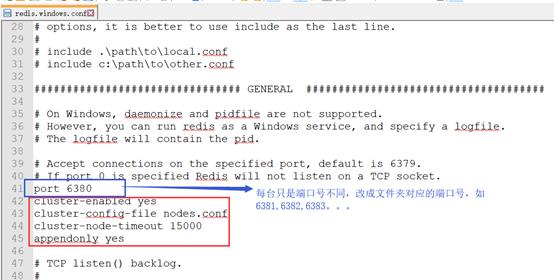 redis.windows.conf
28 # options, it is better to use include as the last line.
29 #
30 # include .\path\to\local.conf
31 # include c:\path\to\other.conf
32
33 ################################ GENERAL  #####################################
34
35 # On Windows, daemonize and pidfile are not supported.
36 # However, you can run redis as a Windows service, and specify a logfile.
37 # The logfile will contain the pid.
38
39 # Accept connections on the specified port, default is 6379.
40 # If port 0 is specified Redis will not listen on a TCP socket.
41 port 6380
每台只是端口号不同，改成文件夹对应的端口号，如
6381,6382,6383。。。
42 cluster-enabled yes
43 cluster-config-file nodes.conf
44 cluster-node-timeout 15000
45 appendonly yes
46
47 # TCP listen() backlog.
48 #